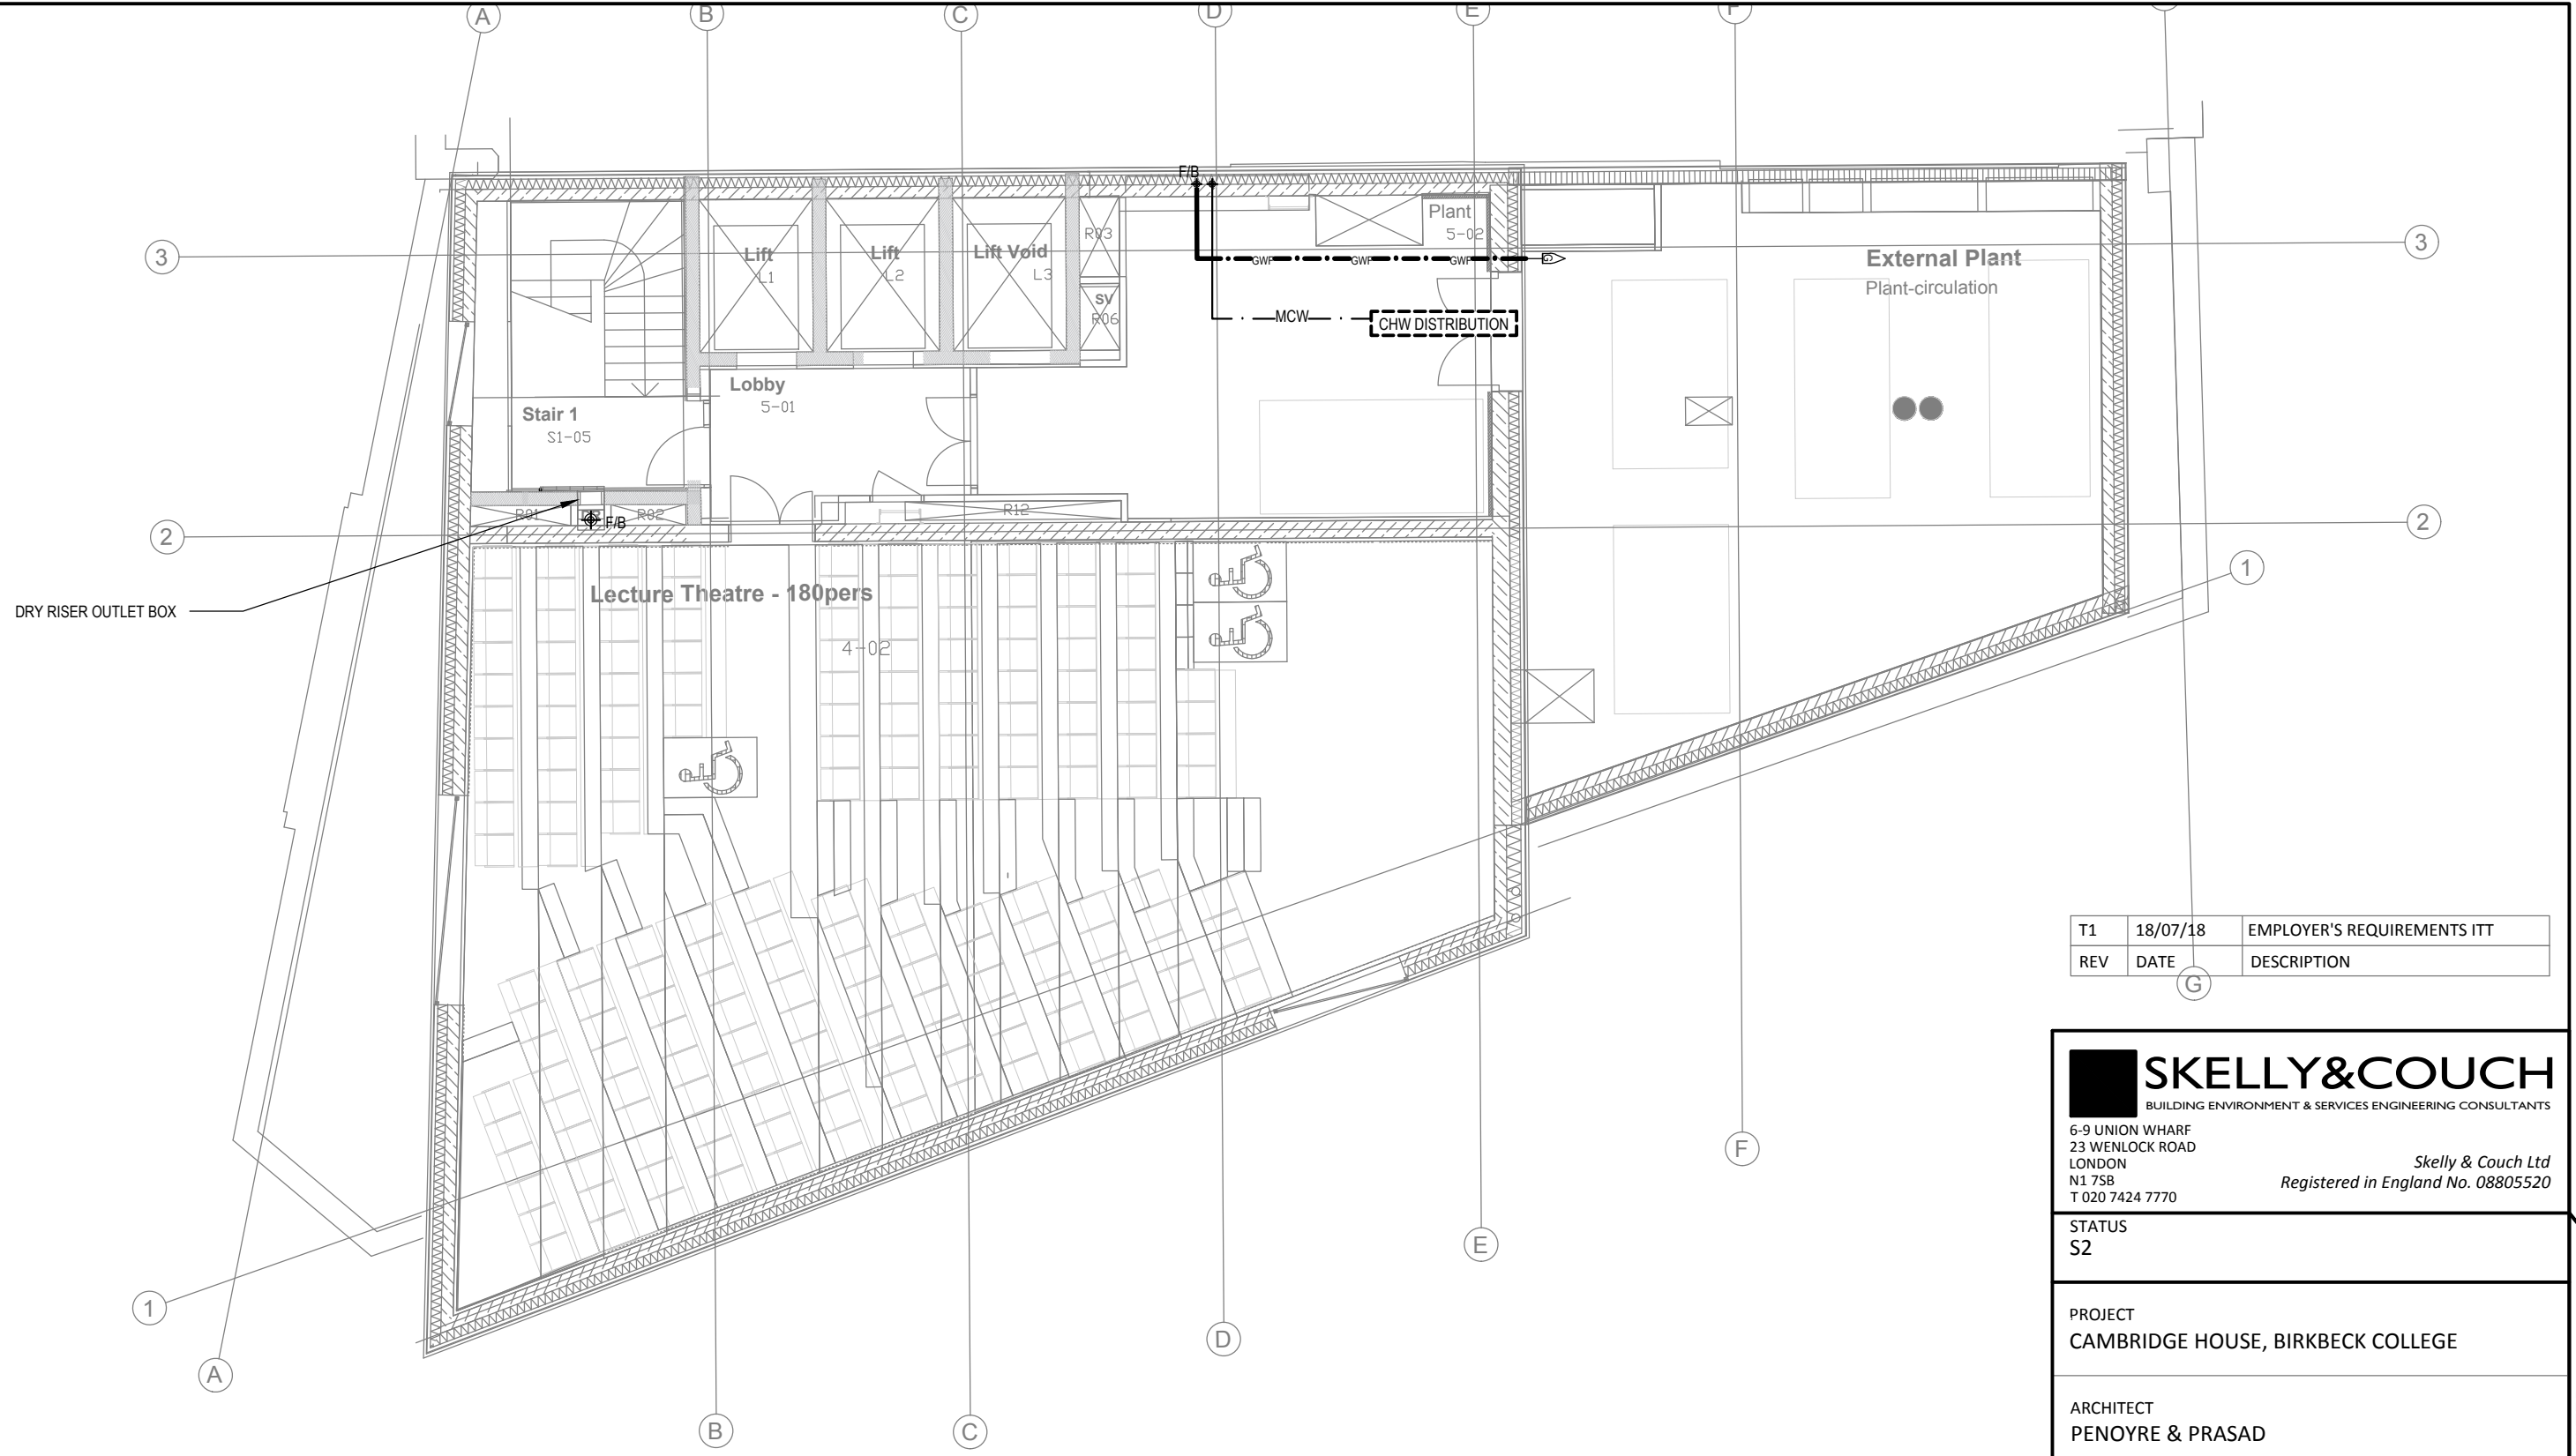 A
B
C
D
E
F
F/B
Plant
5-02
R03
Lift
L1
Lift
L2
Lift Void
L3
3
3
GWP
GWP
GWP
External Plant
Plant-circulation
SV
R06
MCW
CHW DISTRIBUTION
Lobby
5-01
Stair 1
S1-05
R01
F/B
R02
R12
2
2
1
Lecture Theatre - 180pers
DRY RISER OUTLET BOX
4-02
T1 18/07/18 EMPLOYER'S REQUIREMENTS ITT
REV DATE DESCRIPTION
G
SKELLY&COUCH
BUILDING ENVIRONMENT & SERVICES ENGINEERING CONSULTANTS
6-9 UNION WHARF
23 WENLOCK ROAD
LONDON
N1 7SB
T 020 7424 7770
Skelly & Couch Ltd
Registered in England No. 08805520
F
STATUS
S2
E
1
D
A
B
C
PROJECT
CAMBRIDGE HOUSE, BIRKBECK COLLEGE
ARCHITECT
PENOYRE & PRASAD